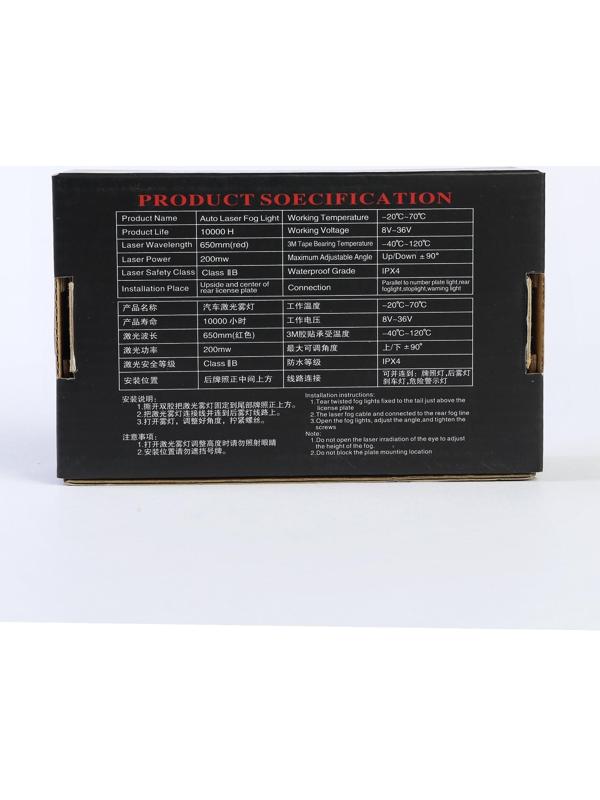 PRODUCT SOECIFICATION
Product Name Auto Laser Fog Light Working Temperature -20℃~70℃
Product Life 10000 H Working Voltage 8V~36V
Laser Wavelength 650mm(red) 3M Tape Bearing Temperature -40℃~120℃
Laser Power 200mw Maximum Adjustable Angle Up/Down ±90°
Laser Safety Class Class ⅡB Waterproof Grade IPX4
Installation Place Upside and center of rear license plate Connection Parallel to number plate light,rear foglight,stoplight,warning light
产品名称 汽车激光雾灯 工作温度 -20℃~70℃
产品寿命 10000 小时 工作电压 8V~36V
激光波长 650mm(红色) 3M胶贴承受温度 -40℃~120℃
激光功率 200mw 最大可调角度 上/下 ±90°
激光安全等级 Class ⅡB 防水等级 IPX4
安装位置 后牌照正中间上方 线路连接 可并连到: 牌照灯,后雾灯 到车灯,危险警示灯
安装说明:
1.撕开双胶把激光雾灯固定到尾部牌照正上方。
2.把激光雾灯连接线并连到后雾灯线路上。
3.打开雾灯，调整好角度，拧紧螺丝。
注意事项:
1.打开激光雾灯调整高度时请勿照射眼睛
2.安装位置请勿遮挡号牌。
Installation instructions:
1.Tear twisted fog lights fixed to the tail just above the
license plate
2.The laser fog cable and connected to the rear fog line
3.Open the fog lights, adjust the angle,and tighten the
screws
Note:
1.Do not open the laser irradiation of the eye to adjust
the height of the fog.
2.Do not block the plate mounting location